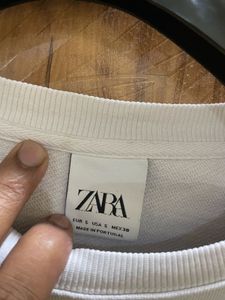 ZARA
EUR S USA S MEX 38
MADE IN PORTUGAL